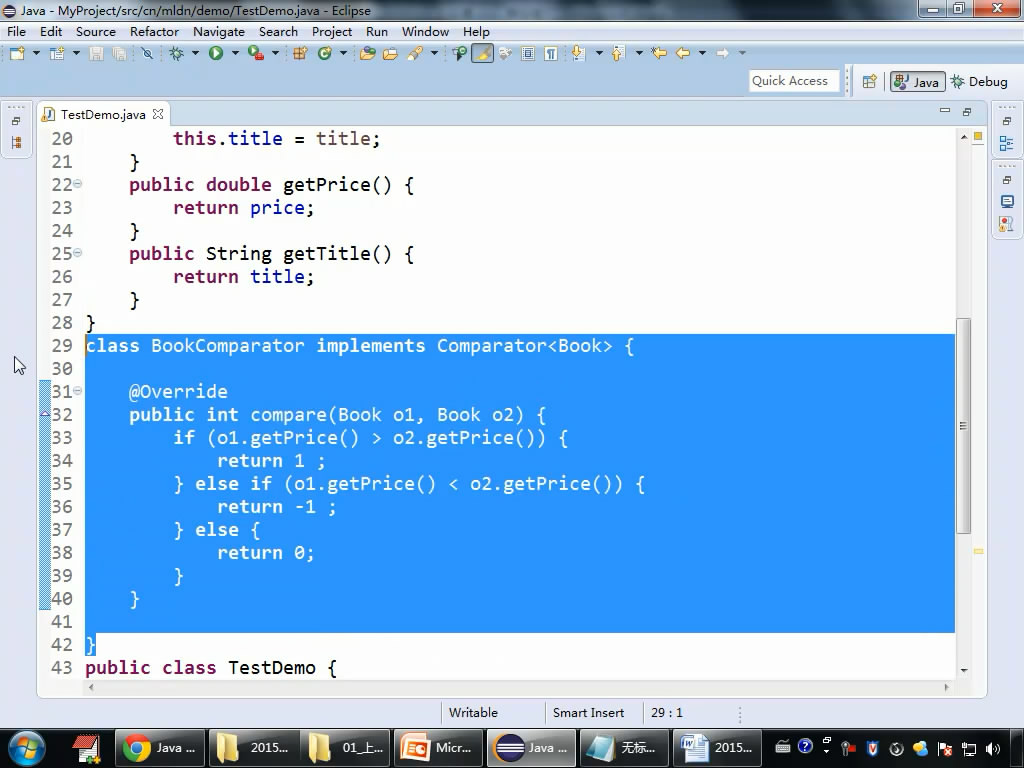 Java - MyProject/src/cn/mldn/demo/TestDemo.java - Eclipse
File Edit Source Refactor Navigate Search Project Run Window Help
Quick Access
Java
Debug
TestDemo.java
20 this.title = title;
21 }
22 public double getPrice() {
23 return price;
24 }
25 public String getTitle() {
26 return title;
27 }
28 }
29 class BookComparator implements Comparator<Book> {
30
31 @Override
32 public int compare(Book o1, Book o2) {
33 if (o1.getPrice() > o2.getPrice()) {
34 return 1 ;
35 } else if (o1.getPrice() < o2.getPrice()) {
36 return -1 ;
37 } else {
38 return 0;
39 }
40 }
41
42 }
43 public class TestDemo {
Writable
Smart Insert
29 : 1
Java ...
2015...
01_上...
Micr...
Java ...
无标...
2015...